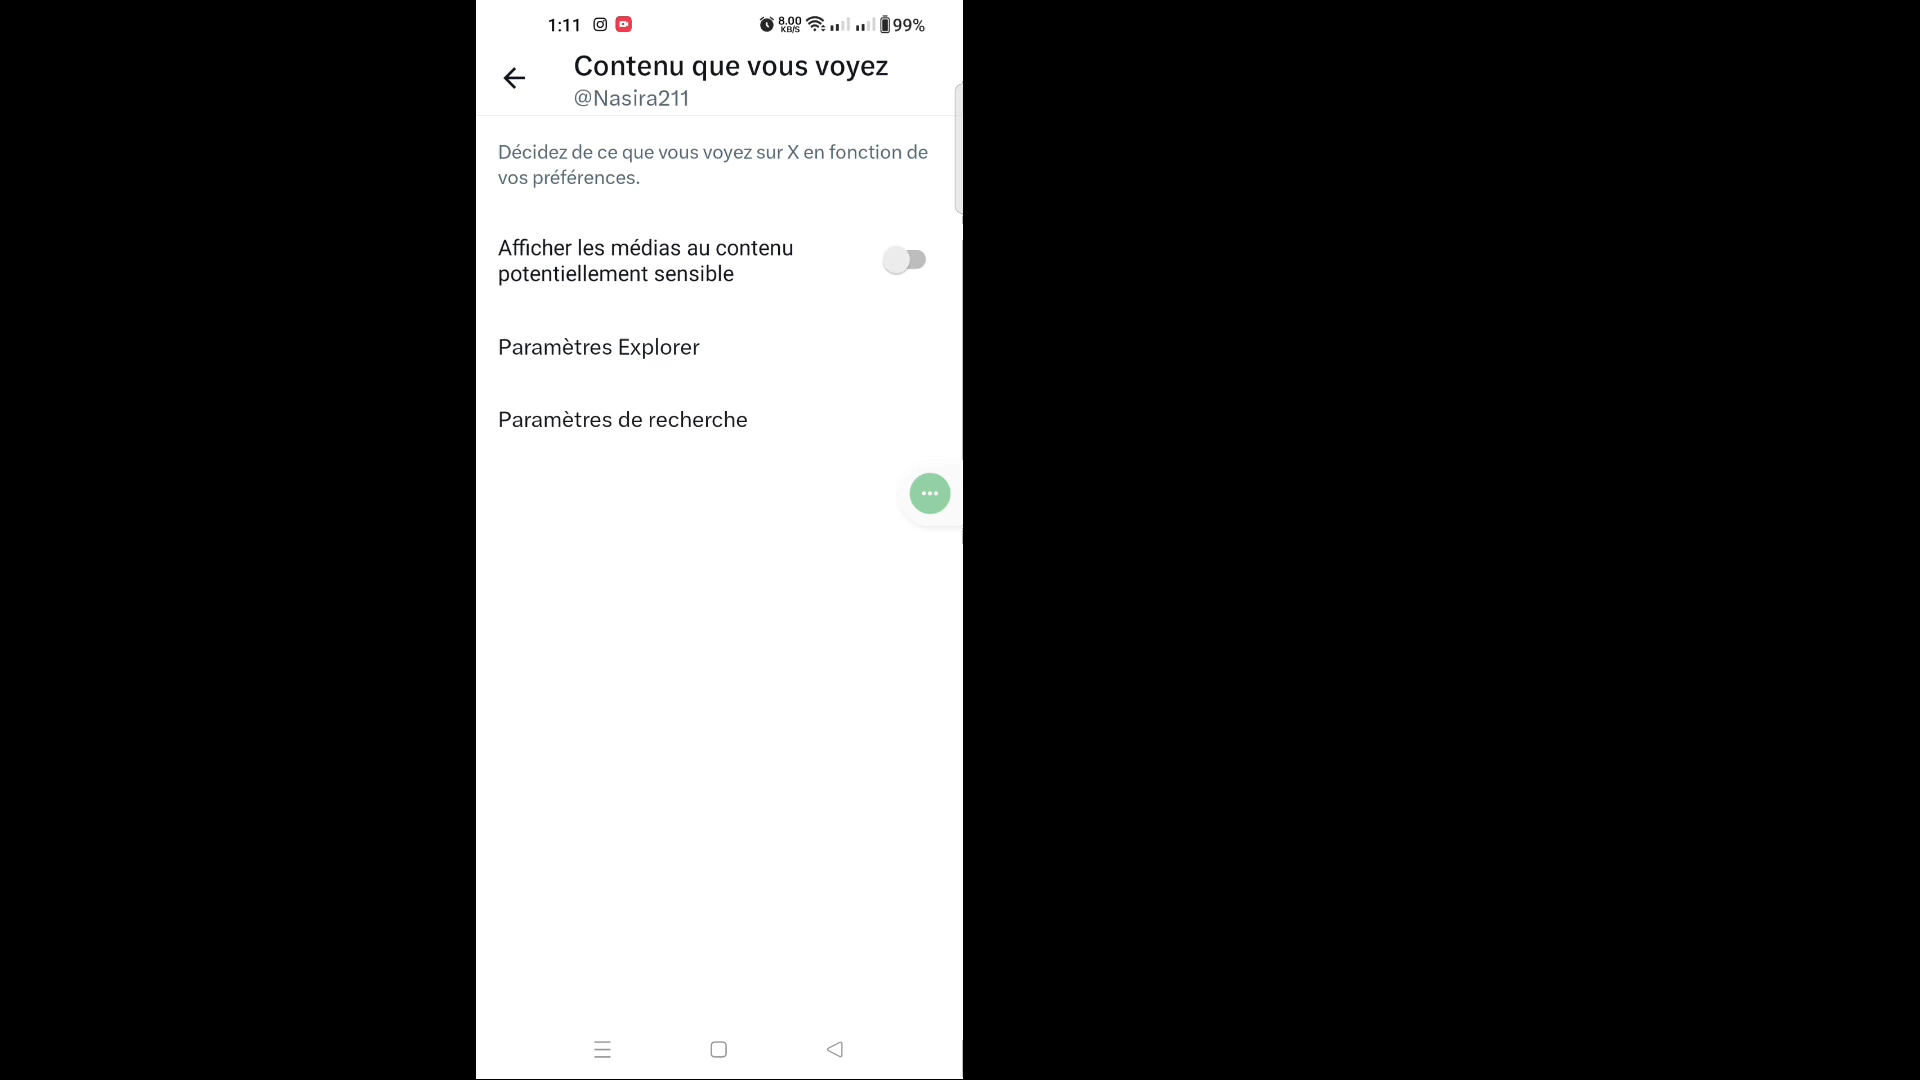 1:11 8.00 KB/S 99%
Contenu que vous voyez
@Nasira211
Décidez de ce que vous voyez sur X en fonction de
vos préférences.
Afficher les médias au contenu
potentiellement sensible
Paramètres Explorer
Paramètres de recherche